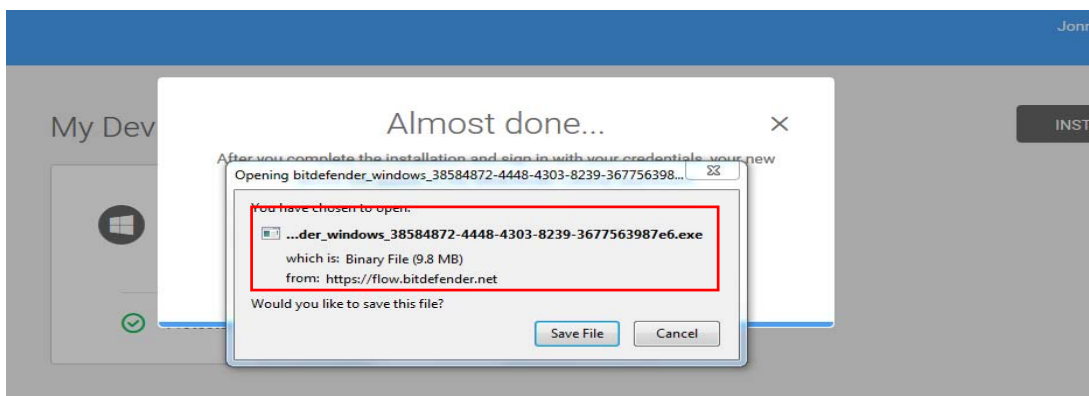 Jonn
My Dev
INST
Almost done...
After you complete the installation and sign in with your credentials, your new
Opening bitdefender_windows_38584872-4448-4303-8239-367756398...
You have chosen to open:
...der_windows_38584872-4448-4303-8239-3677563987e6.exe
which is: Binary File (9.8 MB)
from: https://flow.bitdefender.net
Would you like to save this file?
Save File
Cancel